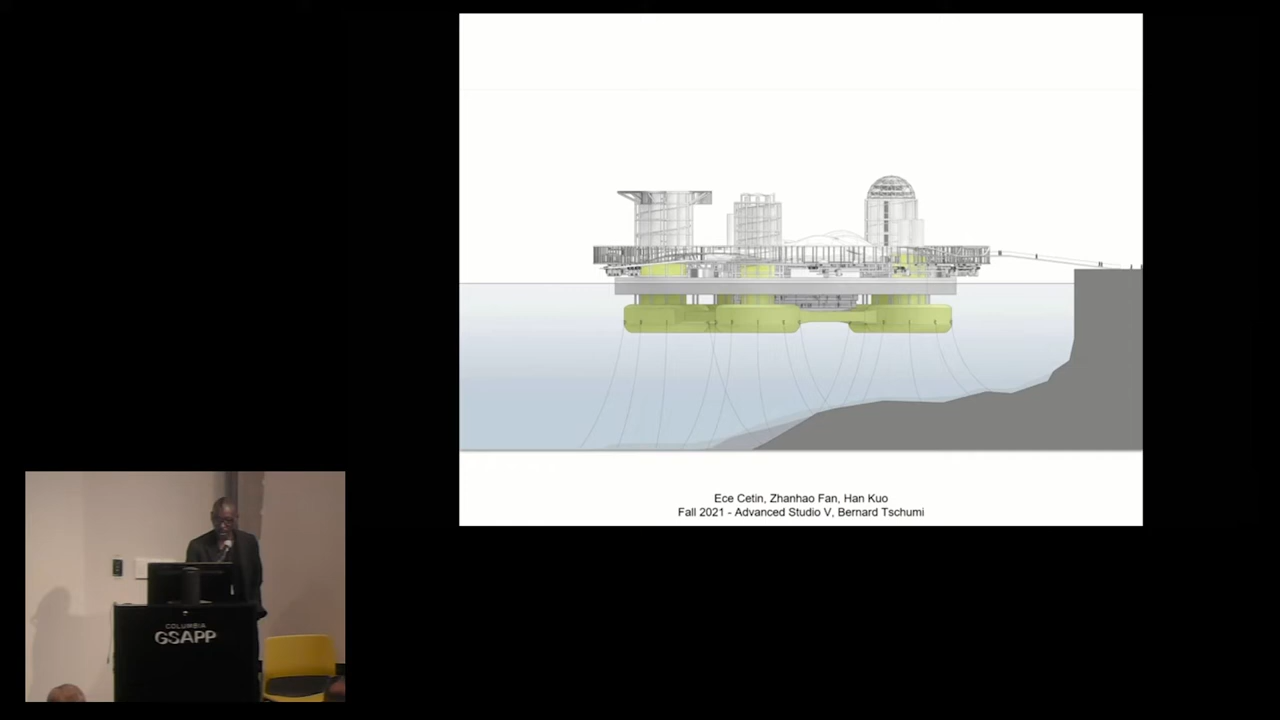 Ece Cetin, Zhanhao Fan, Han Kuo
Fall 2021 - Advanced Studio V, Bernard Tschumi
COLUMBIA
GSAPP